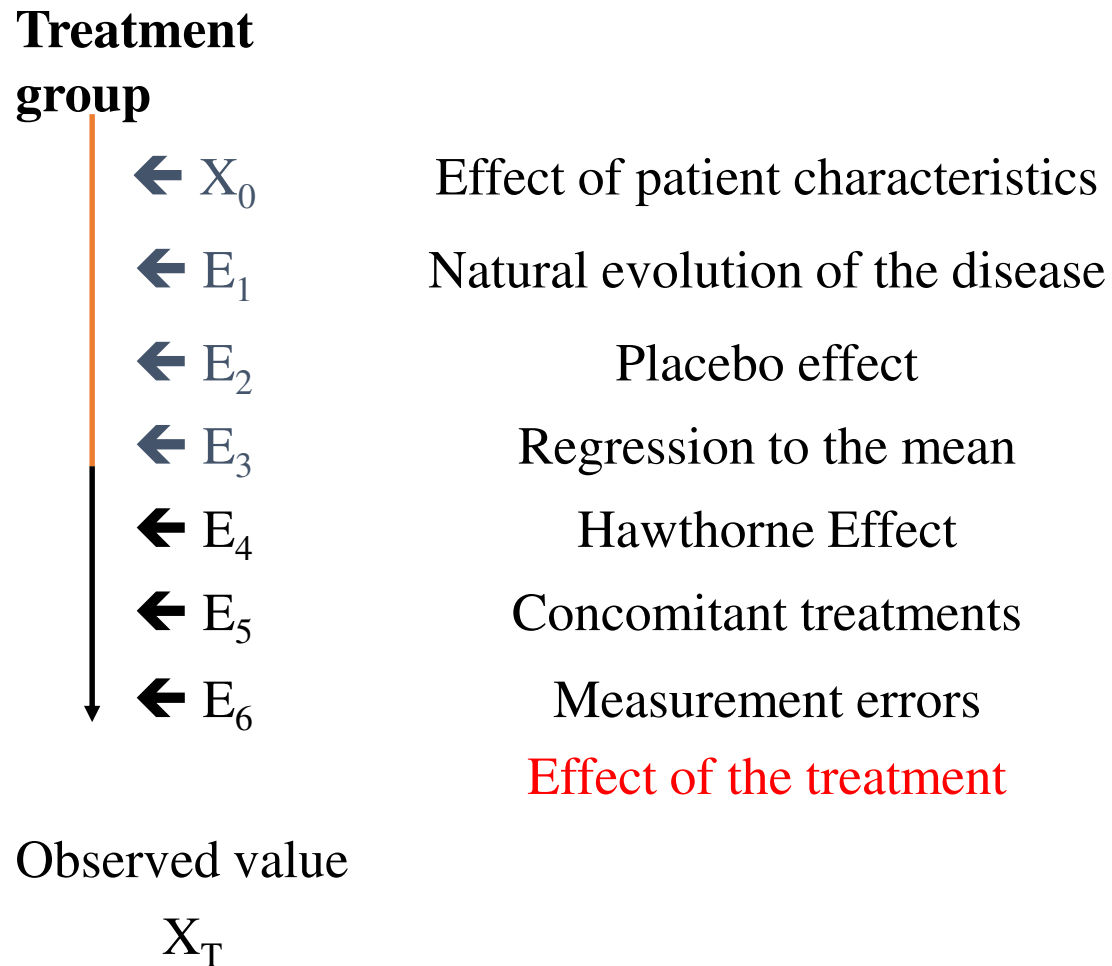 Treatment
group
← X₀ Effect of patient characteristics
← E₁ Natural evolution of the disease
← E₂ Placebo effect
← E₃ Regression to the mean
← E₄ Hawthorne Effect
← E₅ Concomitant treatments
← E₆ Measurement errors
Effect of the treatment
Observed value
X_T